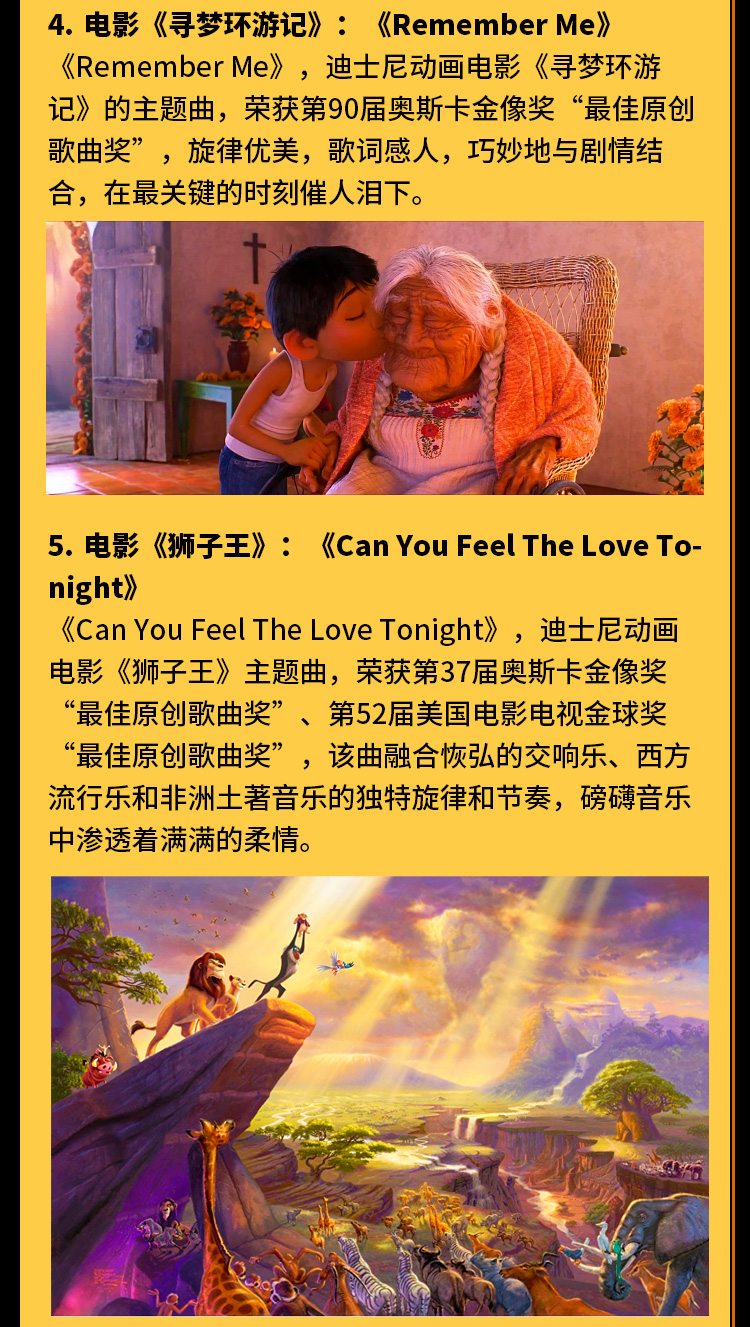 4. 电影《寻梦环游记》：《Remember Me》
《Remember Me》，迪士尼动画电影《寻梦环游
记》的主题曲，荣获第90届奥斯卡金像奖“最佳原创
歌曲奖”，旋律优美，歌词感人，巧妙地与剧情结
合，在最关键的时刻催人泪下。
5. 电影《狮子王》：《Can You Feel The Love To-
night》
《Can You Feel The Love Tonight》，迪士尼动画
电影《狮子王》主题曲，荣获第37届奥斯卡金像奖
“最佳原创歌曲奖”、第52届美国电影电视金球奖
“最佳原创歌曲奖”，该曲融合恢弘的交响乐、西方
流行乐和非洲土著音乐的独特旋律和节奏，磅礴音乐
中渗透着满满的柔情。